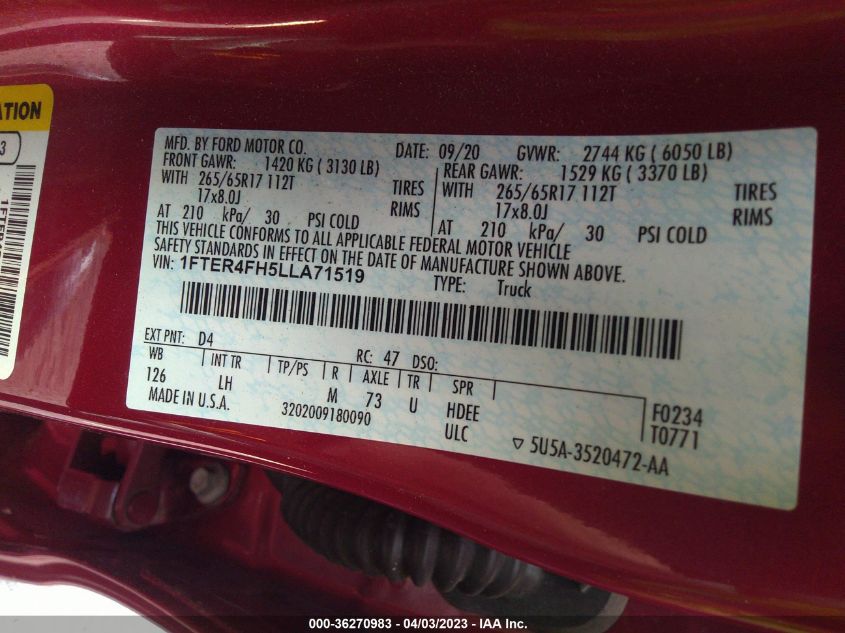 ATION
3
MFD. BY FORD MOTOR CO. DATE: 09/20 GVWR: 2744 KG ( 6050 LB)
FRONT GAWR: 1420 KG ( 3130 LB) REAR GAWR: 1529 KG ( 3370 LB)
WITH 265/65R17 112T TIRES WITH 265/65R17 112T TIRES
17x8.0J RIMS 17x8.0J RIMS
AT 210 kPa/ 30 PSI COLD AT 210 kPa/ 30 PSI COLD
THIS VEHICLE CONFORMS TO ALL APPLICABLE FEDERAL MOTOR VEHICLE
SAFETY STANDARDS IN EFFECT ON THE DATE OF MANUFACTURE SHOWN ABOVE.
VIN: 1FTER4FH5LLA71519 TYPE: Truck
EXT PNT: D4 RC: 47 DSO:
WB INT TR TP/PS R AXLE TR SPR
126 LH M 73 U HDEE F0234
MADE IN U.S.A. 3202009180090 ULC T0771
5U5A-3520472-AA
000-36270983 - 04/03/2023 - IAA Inc.